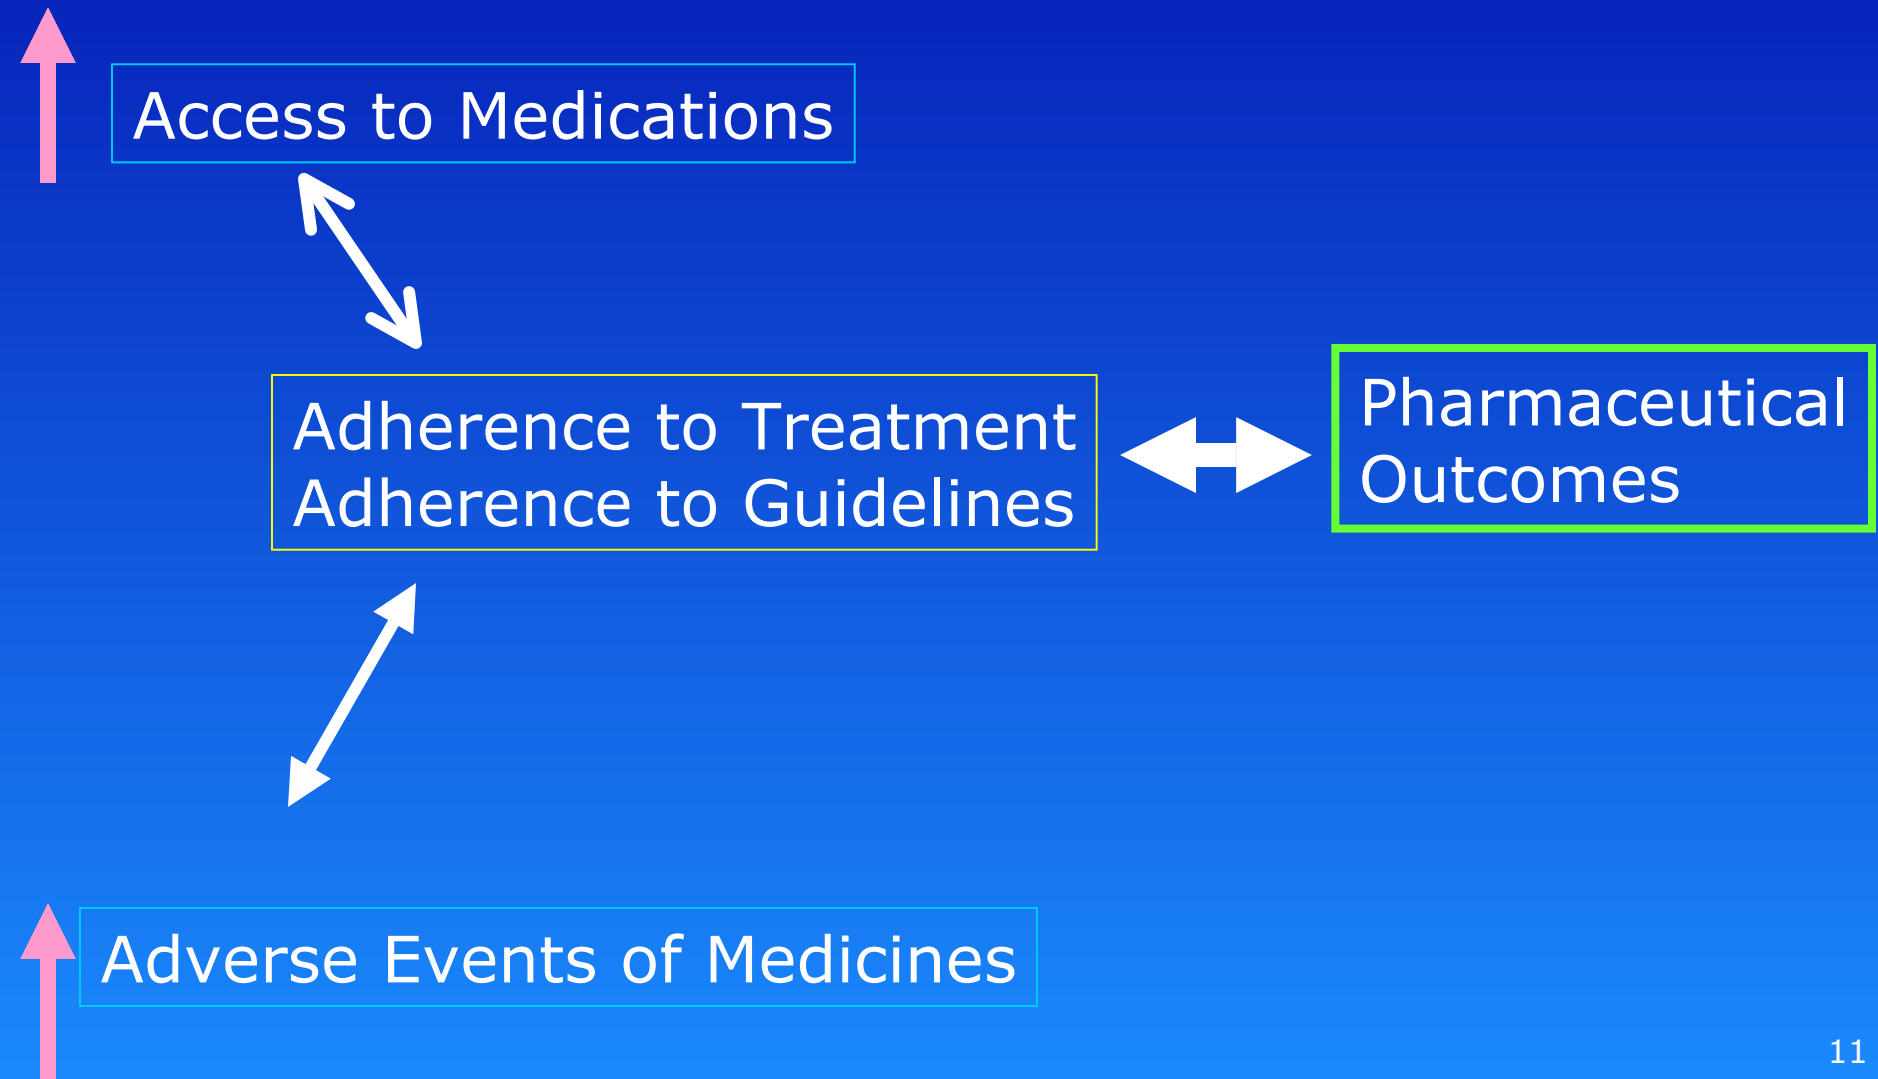 Access to Medications
Adherence to Treatment
Adherence to Guidelines
Pharmaceutical
Outcomes
Adverse Events of Medicines
11